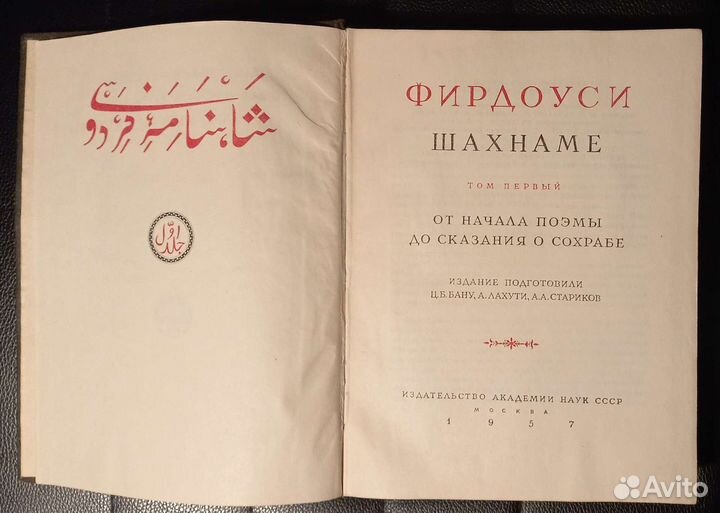 شاهنامهٔ فردوسی
جلد اوّل
ФИРДОУСИ
ШАХНАМЕ
ТОМ ПЕРВЫЙ
ОТ НАЧАЛА ПОЭМЫ
ДО СКАЗАНИЯ О СОХРАБЕ
ИЗДАНИЕ ПОДГОТОВИЛИ
Ц.Б.БАНУ, А.ЛАХУТИ, А.А.СТАРИКОВ
ИЗДАТЕЛЬСТВО АКАДЕМИИ НАУК СССР
МОСКВА
1957
Avito